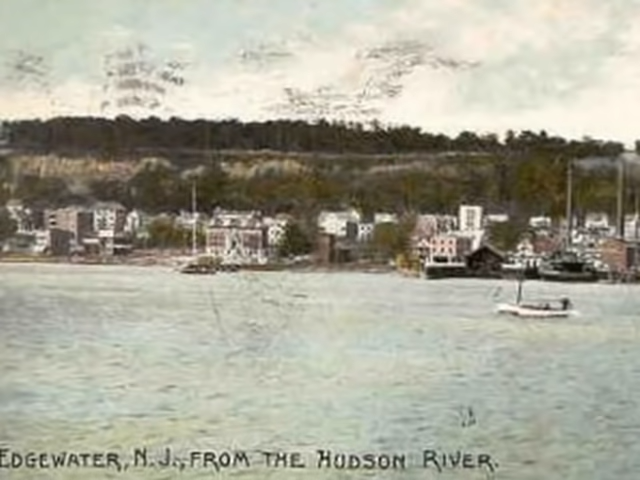 EDGEWATER, N.J., FROM THE HUDSON RIVER.